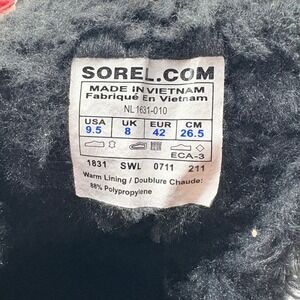 SOREL.COM
MADE IN VIETNAM
Fabriqué En Vietnam
NL 1631-010
USA UK EUR CM
9.5 8 42 26.5
ECA-3
1831 SWL 0711 211
Warm Lining / Doublure Chaude:
88% Polypropylene